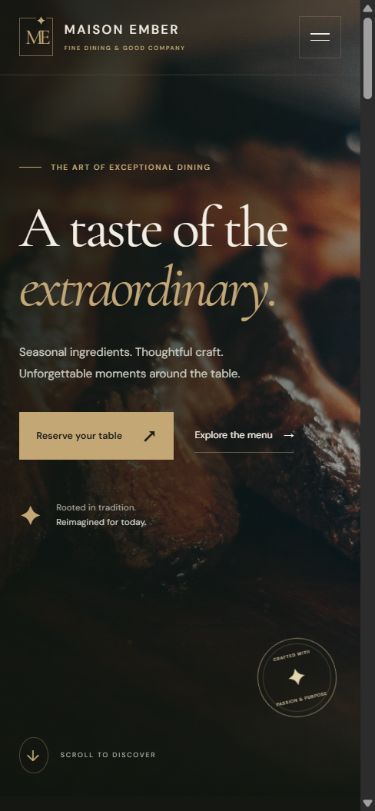 ME
MAISON EMBER
FINE DINING & GOOD COMPANY
THE ART OF EXCEPTIONAL DINING
A taste of the
extraordinary.
Seasonal ingredients. Thoughtful craft.
Unforgettable moments around the table.
Reserve your table
Explore the menu
Rooted in tradition.
Reimagined for today.
CRAFTED WITH
PASSION & PURPOSE
SCROLL TO DISCOVER